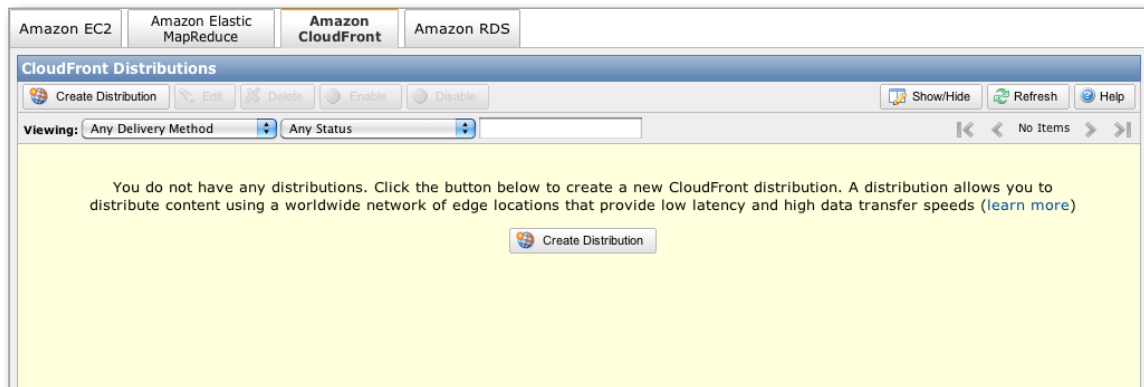 Amazon EC2 Amazon Elastic MapReduce Amazon CloudFront Amazon RDS
CloudFront Distributions
Create Distribution Edit Delete Enable Disable Show/Hide Refresh Help
Viewing: Any Delivery Method Any Status No Items
You do not have any distributions. Click the button below to create a new CloudFront distribution. A distribution allows you to
distribute content using a worldwide network of edge locations that provide low latency and high data transfer speeds (learn more)
Create Distribution